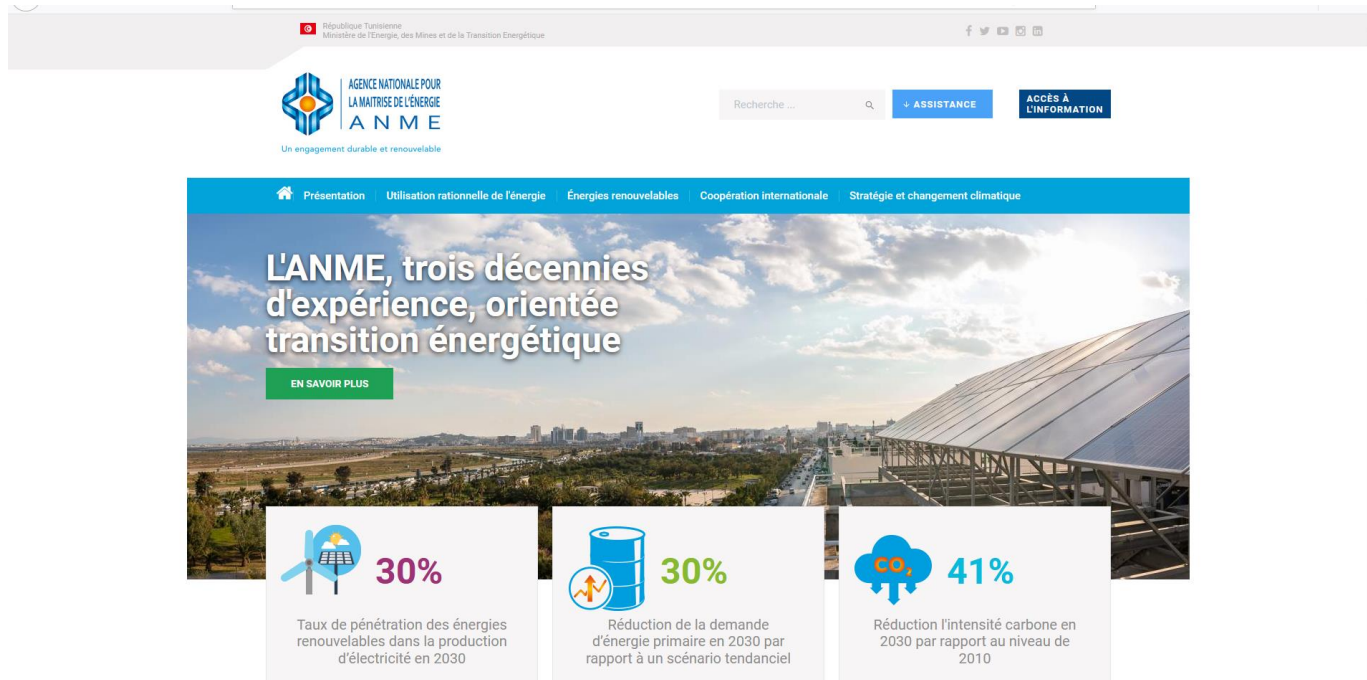 République Tunisienne
Ministère de l'Energie, des Mines et de la Transition Energétique
AGENCE NATIONALE POUR
LA MAITRISE DE L'ÉNERGIE
ANME
Un engagement durable et renouvelable
Recherche ...
↓ ASSISTANCE
ACCÈS À
L'INFORMATION
Présentation
Utilisation rationnelle de l'énergie
Énergies renouvelables
Coopération internationale
Stratégie et changement climatique
L'ANME, trois décennies
d'expérience, orientée
transition énergétique
EN SAVOIR PLUS
30%
Taux de pénétration des énergies
renouvelables dans la production
d'électricité en 2030
30%
Réduction de la demande
d'énergie primaire en 2030 par
rapport à un scénario tendanciel
CO₂
41%
Réduction l'intensité carbone en
2030 par rapport au niveau de
2010